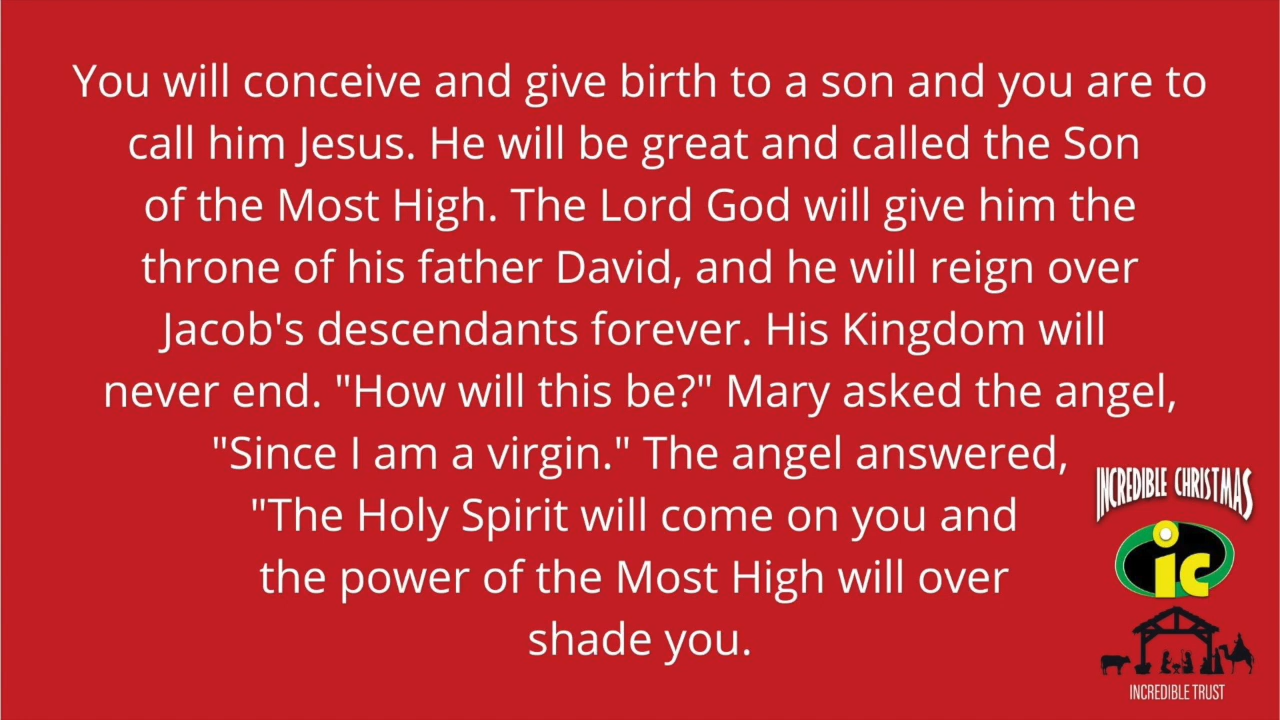 You will conceive and give birth to a son and you are to
call him Jesus. He will be great and called the Son
of the Most High. The Lord God will give him the
throne of his father David, and he will reign over
Jacob's descendants forever. His Kingdom will
never end. "How will this be?" Mary asked the angel,
"Since I am a virgin." The angel answered,
"The Holy Spirit will come on you and
the power of the Most High will over
shade you.
INCREDIBLE CHRISTMAS
ic
INCREDIBLE TRUST